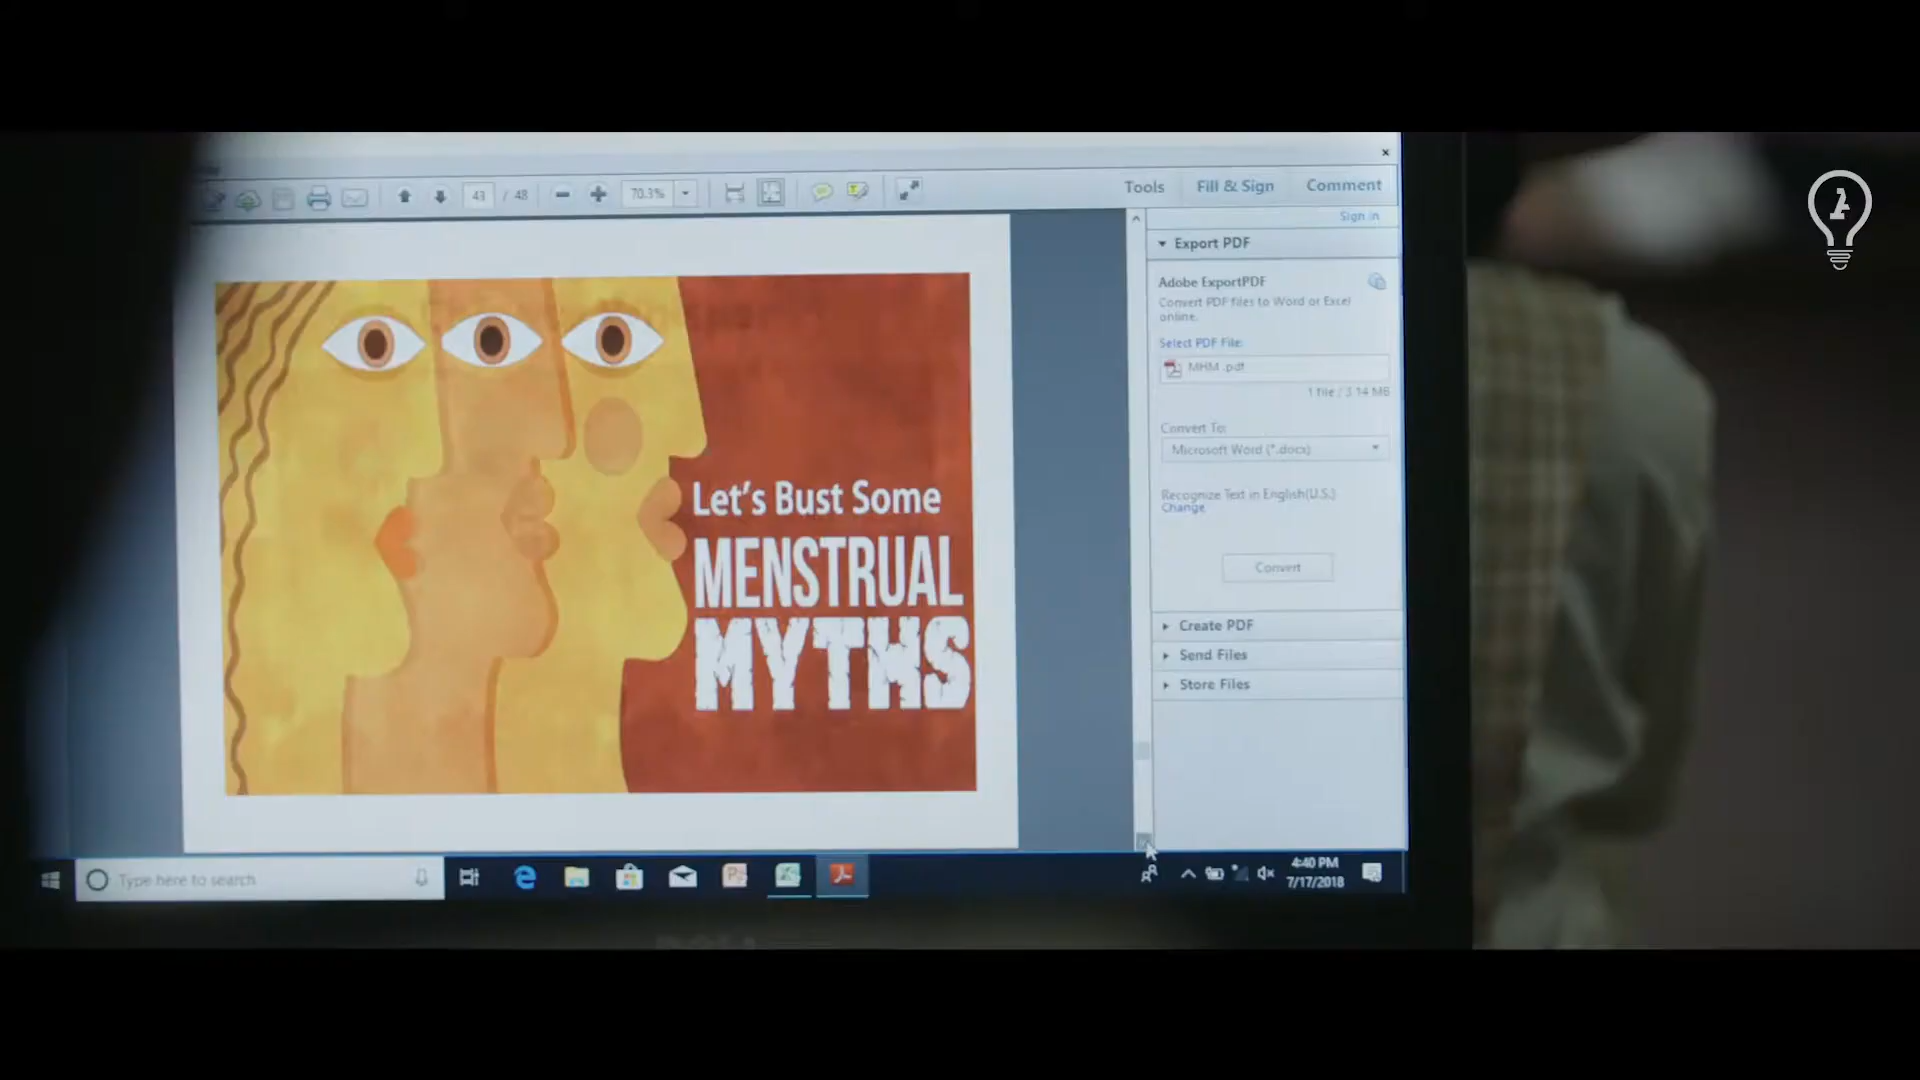 43 / 48
70.3%
Tools
Fill & Sign
Comment
Sign In
Export PDF
Adobe ExportPDF
Convert PDF files to Word or Excel
online.
Select PDF File:
MHM .pdf
1 file / 3.14 MB
Convert To:
Microsoft Word (*.docx)
Recognize Text in English(U.S.)
Change
Convert
Create PDF
Send Files
Store Files
Let's Bust Some
MENSTRUAL
MYTHS
Type here to search
4:40 PM
7/17/2018